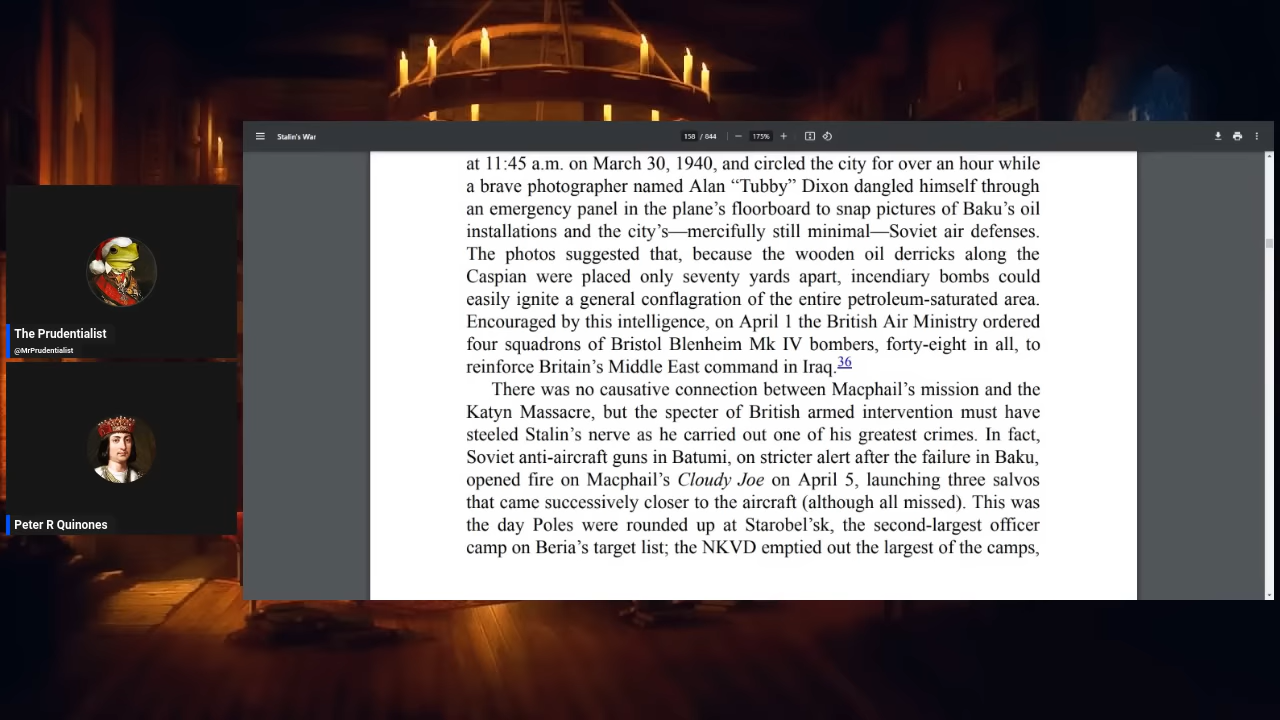 Stalin's War
158 / 844
175%
at 11:45 a.m. on March 30, 1940, and circled the city for over an hour while
a brave photographer named Alan “Tubby” Dixon dangled himself through
an emergency panel in the plane’s floorboard to snap pictures of Baku’s oil
installations and the city’s—mercifully still minimal—Soviet air defenses.
The photos suggested that, because the wooden oil derricks along the
Caspian were placed only seventy yards apart, incendiary bombs could
easily ignite a general conflagration of the entire petroleum-saturated area.
Encouraged by this intelligence, on April 1 the British Air Ministry ordered
four squadrons of Bristol Blenheim Mk IV bombers, forty-eight in all, to
reinforce Britain’s Middle East command in Iraq.36
There was no causative connection between Macphail’s mission and the
Katyn Massacre, but the specter of British armed intervention must have
steeled Stalin’s nerve as he carried out one of his greatest crimes. In fact,
Soviet anti-aircraft guns in Batumi, on stricter alert after the failure in Baku,
opened fire on Macphail’s Cloudy Joe on April 5, launching three salvos
that came successively closer to the aircraft (although all missed). This was
the day Poles were rounded up at Starobel’sk, the second-largest officer
camp on Beria’s target list; the NKVD emptied out the largest of the camps,
The Prudentialist
@MrPrudentialist
Peter R Quinones